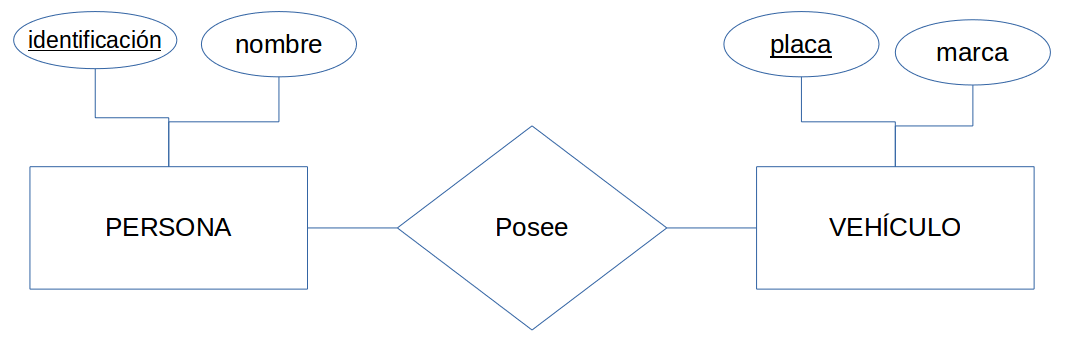 identificación
nombre
placa
marca
PERSONA
Posee
VEHÍCULO